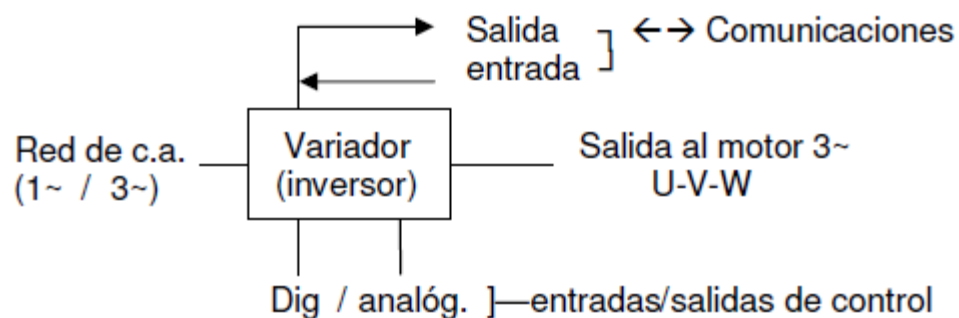 Salida
entrada
←→ Comunicaciones
Red de c.a.
(1~ / 3~)
Variador
(inversor)
Salida al motor 3~
U-V-W
Dig / analóg. ]—entradas/salidas de control